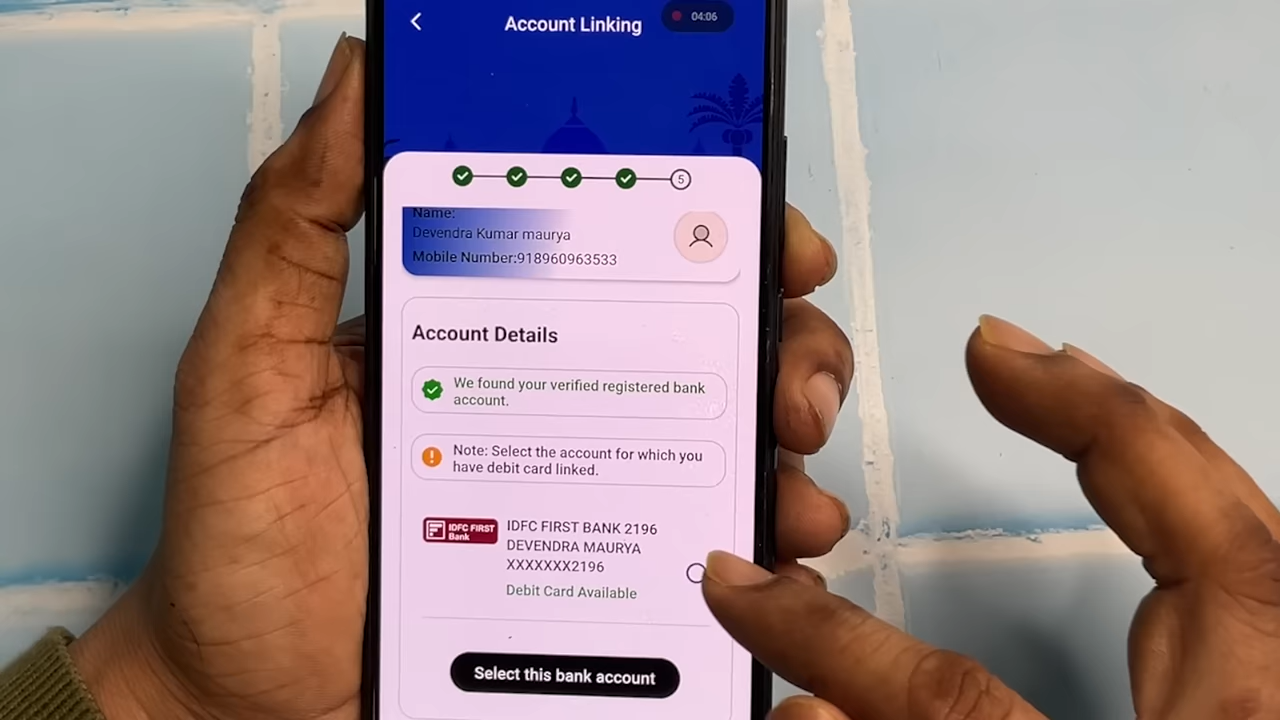 Account Linking
04:06
5
Name:
Devendra Kumar maurya
Mobile Number:918960963533
Account Details
We found your verified registered bank
account.
Note: Select the account for which you
have debit card linked.
IDFC FIRST
Bank
IDFC FIRST BANK 2196
DEVENDRA MAURYA
XXXXXXX2196
Debit Card Available
Select this bank account